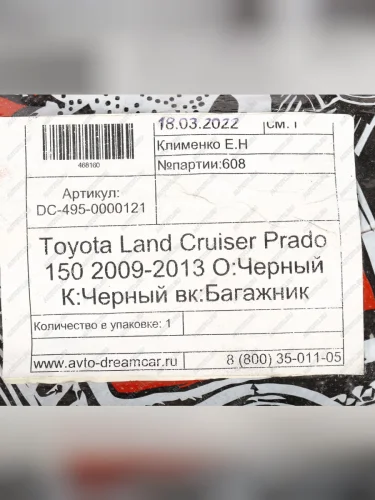 18.03.2022
см.1
Клименко Е.Н
468160
№партии:608
Артикул:
DC-495-0000121
Toyota Land Cruiser Prado
150 2009-2013 О:Черный
К:Черный вк:Багажник
Количество в упаковке: 1
www.avto-dreamcar.ru
8 (800) 35-011-05